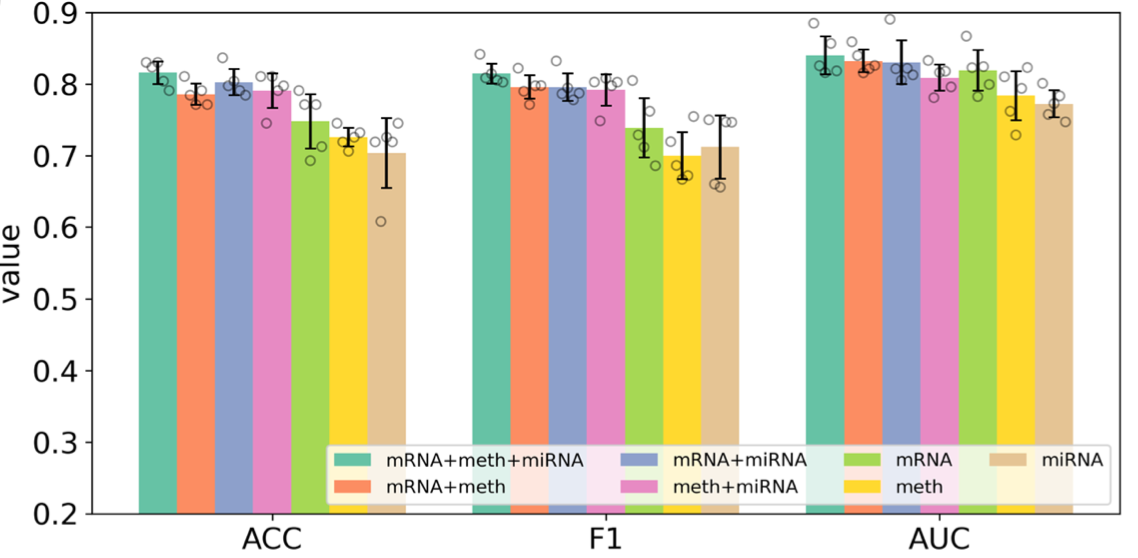 0.9
0.8
0.7
0.6
0.5
0.4
0.3
0.2
value
mRNA+meth+miRNA mRNA+miRNA mRNA miRNA
mRNA+meth meth+miRNA meth
ACC F1 AUC